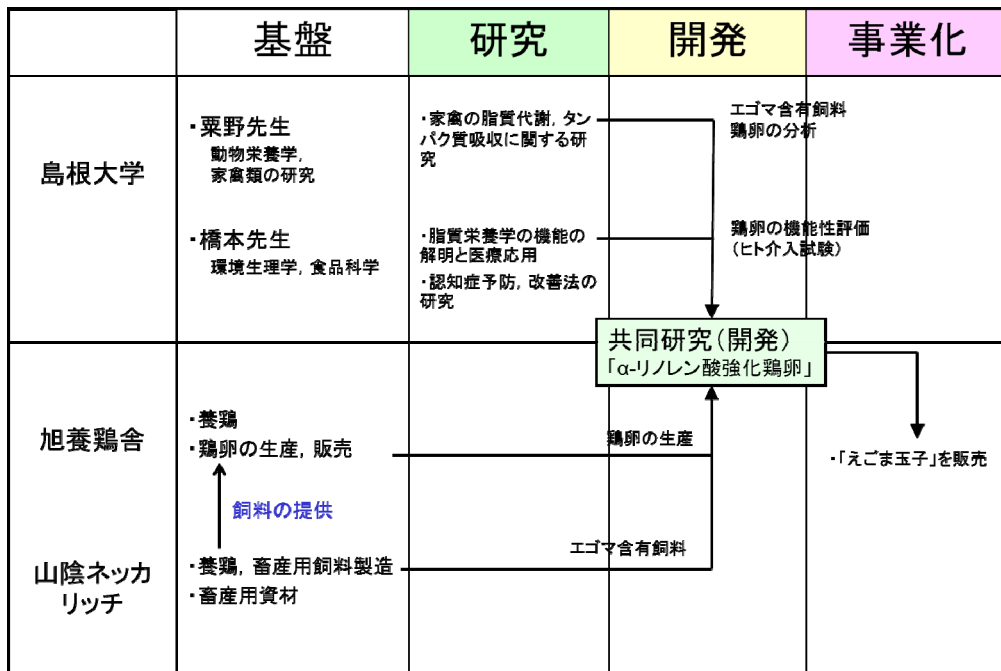 基盤
研究
開発
事業化
島根大学
・粟野先生
動物栄養学，
家禽類の研究
・橋本先生
環境生理学，食品科学
・家禽の脂質代謝，タン
パク質吸収に関する研
究
・脂質栄養学の機能の
解明と医療応用
・認知症予防，改善法の
研究
エゴマ含有飼料
鶏卵の分析
鶏卵の機能性評価
（ヒト介入試験）
共同研究（開発）
「α-リノレン酸強化鶏卵」
旭養鶏舎
・養鶏
・鶏卵の生産，販売
鶏卵の生産
・「えごま玉子」を販売
飼料の提供
山陰ネッカ
リッチ
・養鶏，畜産用飼料製造
・畜産用資材
エゴマ含有飼料